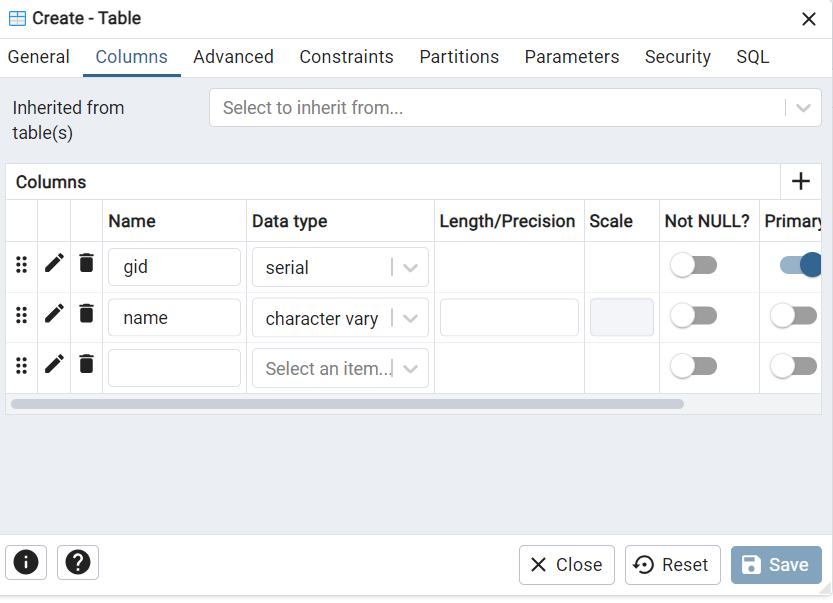 Create - Table
General Columns Advanced Constraints Partitions Parameters Security SQL
Inherited from
table(s)
Select to inherit from...
Columns
Name Data type Length/Precision Scale Not NULL? Primary
gid serial
name character vary
Select an item...
Close Reset Save